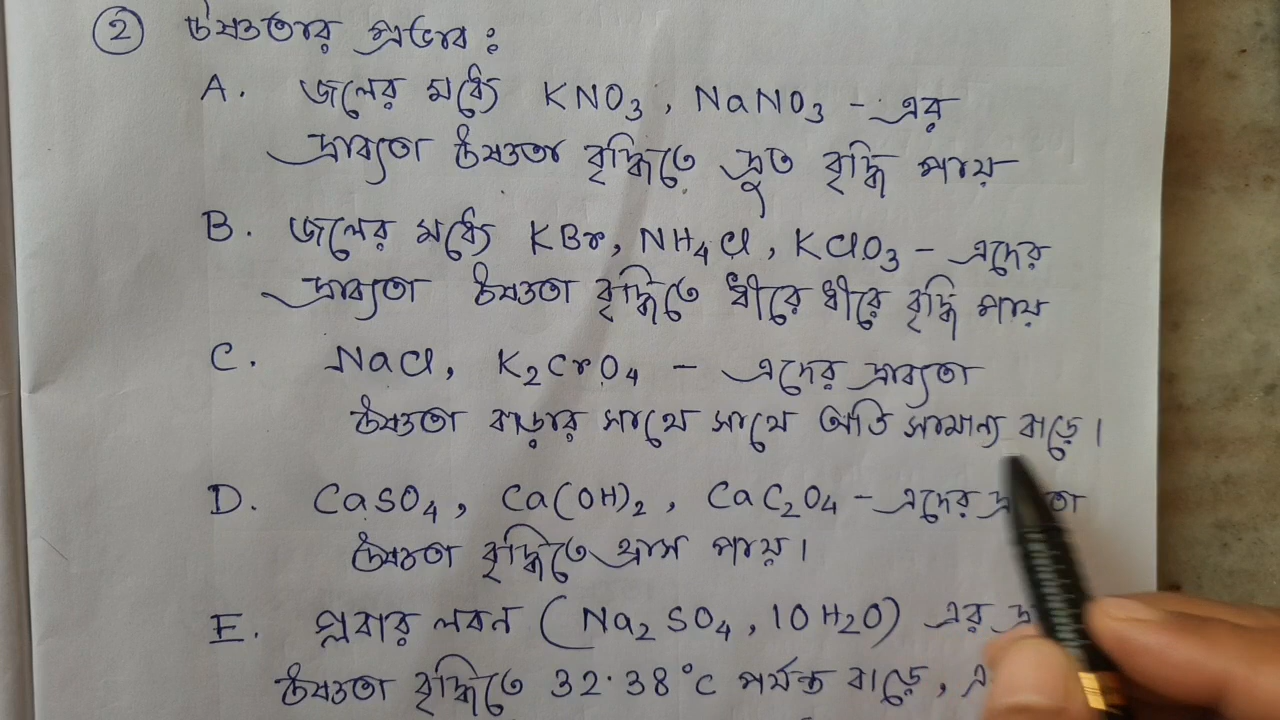 ② উষ্ণতার প্রভাব :
A. জলের মধ্যে KNO₃, NaNO₃ - এর
দ্রাব্যতা উষ্ণতা বৃদ্ধিতে দ্রুত বৃদ্ধি পায়
B. জলের মধ্যে KBr, NH₄Cl, KClO₃ - এদের
দ্রাব্যতা উষ্ণতা বৃদ্ধিতে ধীরে ধীরে বৃদ্ধি পায়
C. NaCl, K₂CrO₄ - এদের দ্রাব্যতা
উষ্ণতা বাড়ার সাথে সাথে অতি সামান্য বাড়ে।
D. CaSO₄, Ca(OH)₂, CaC₂O₄ - এদের
উষ্ণতা বৃদ্ধিতে হ্রাস পায়।
E. গ্লবার লবন (Na₂SO₄, 10H₂O) এর
উষ্ণতা বৃদ্ধিতে 32.38°C পর্যন্ত বাড়ে,